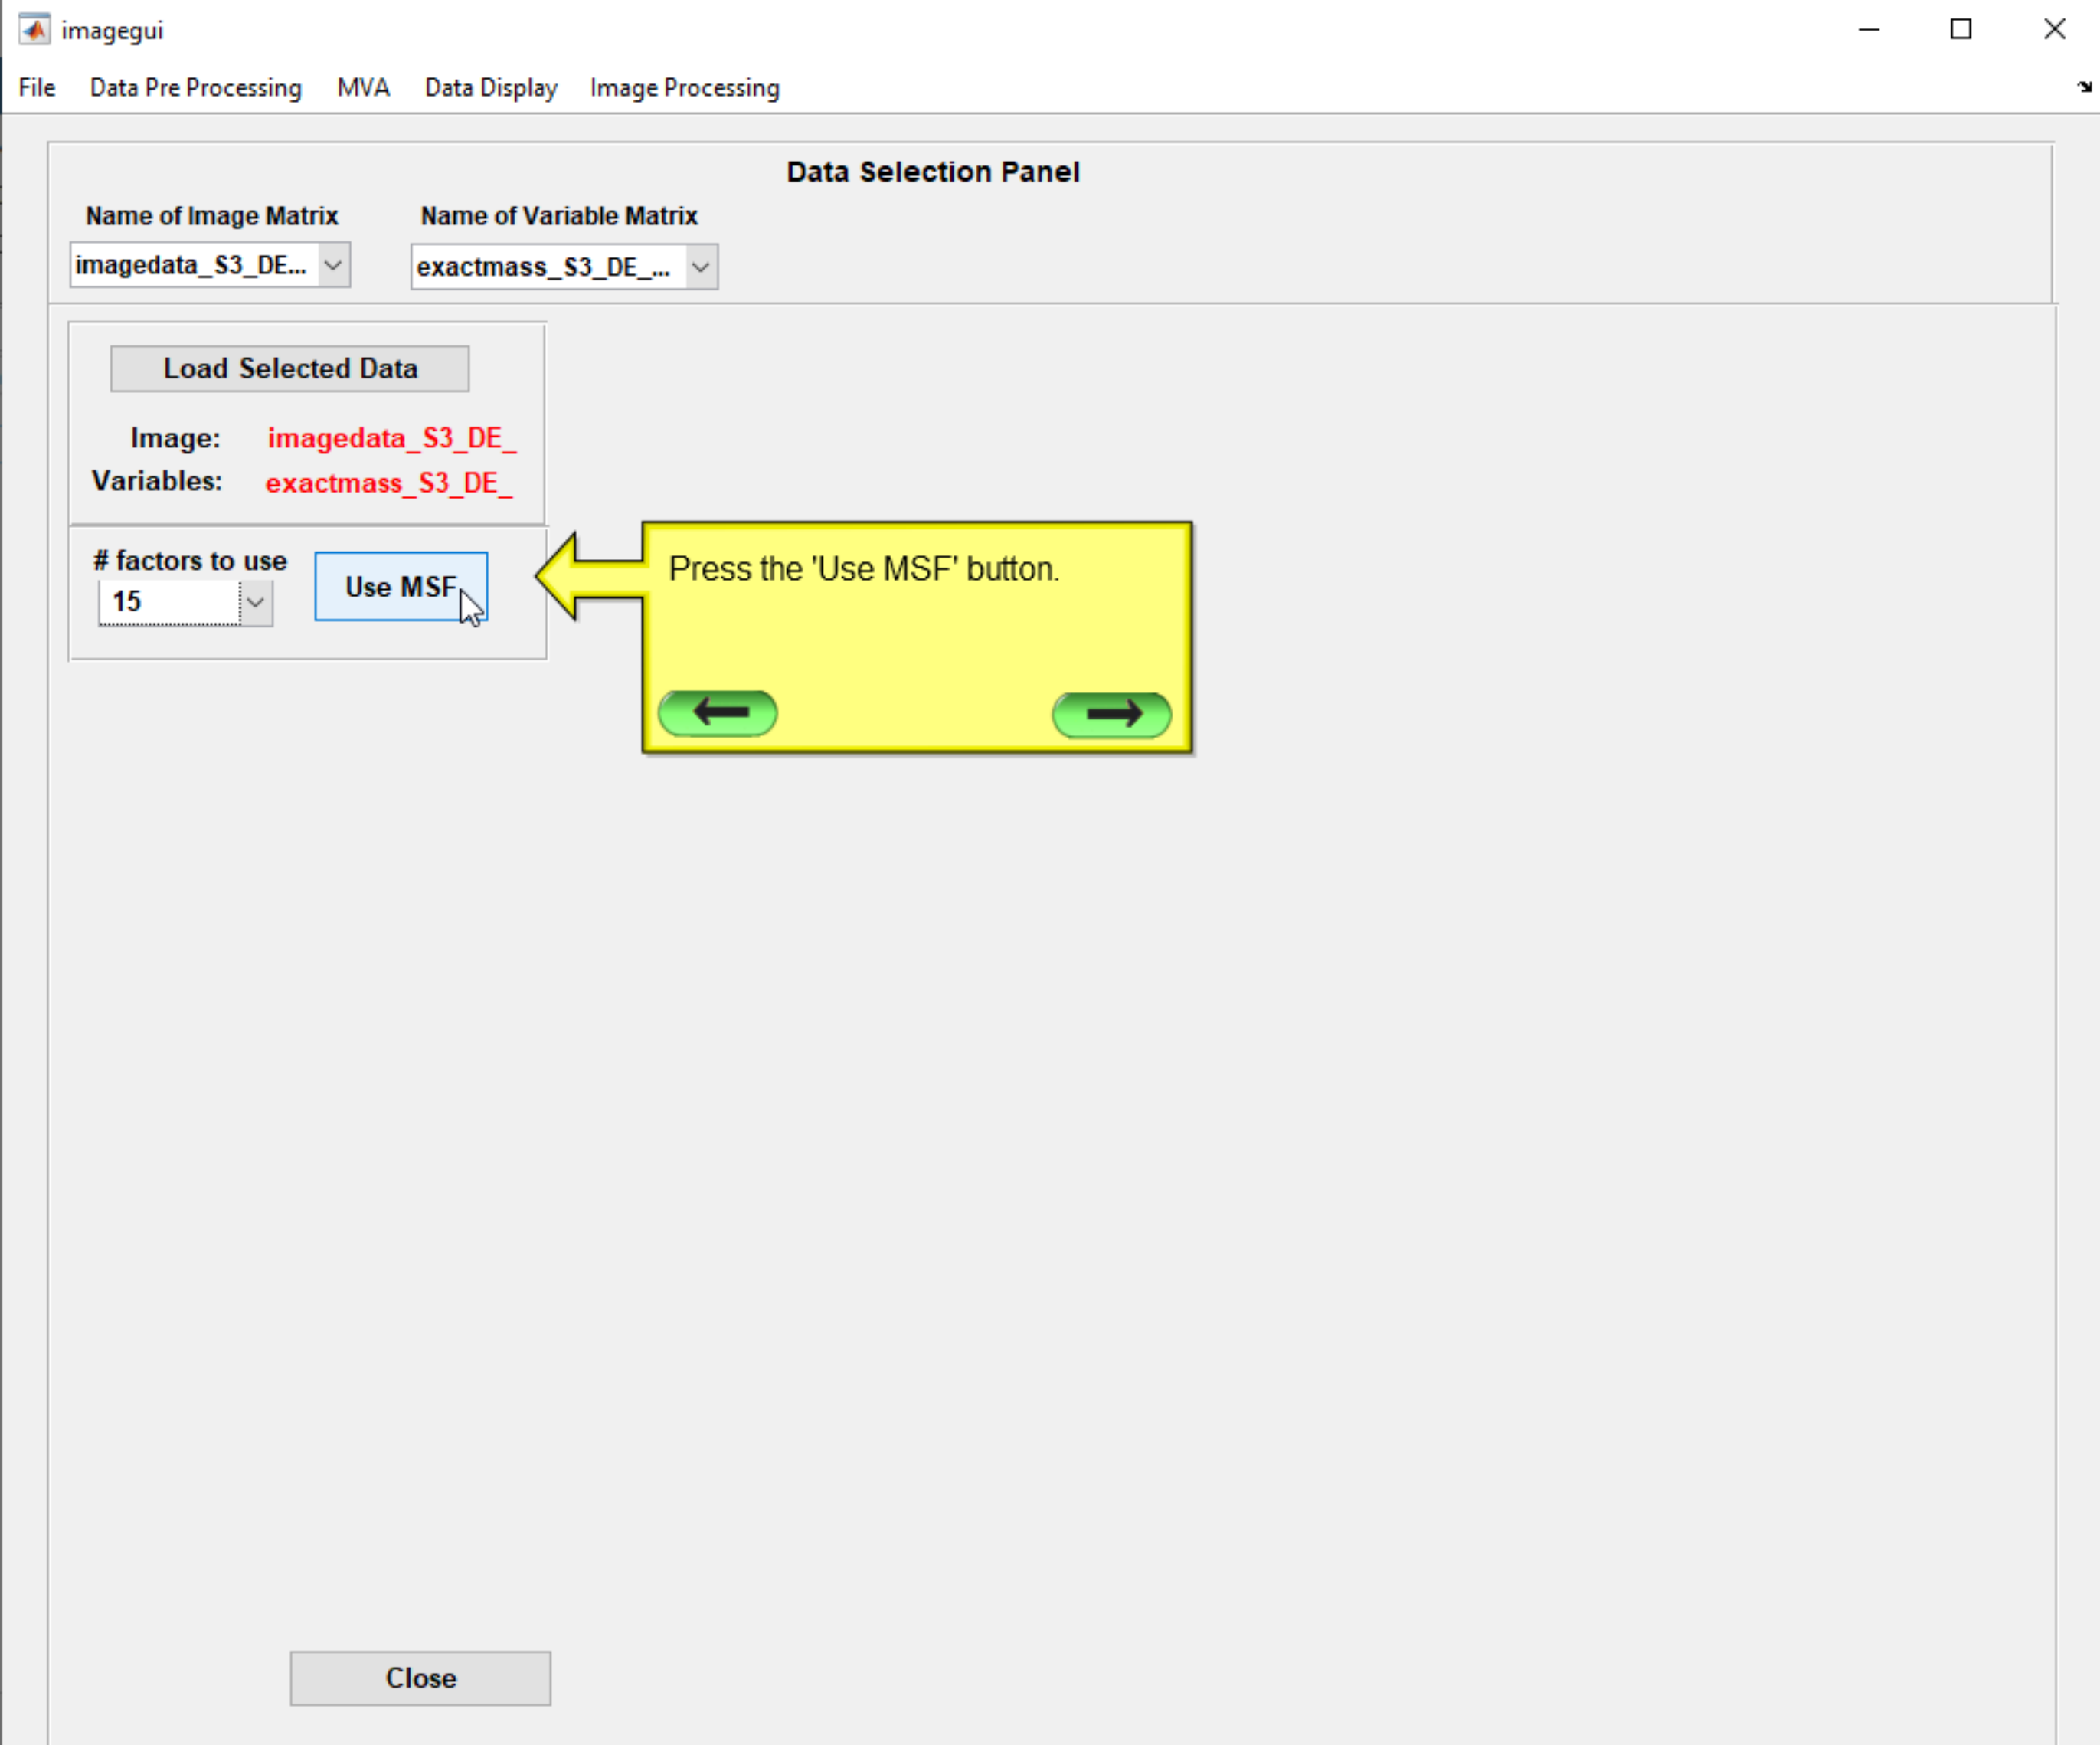 imagegui
File Data Pre Processing MVA Data Display Image Processing
Data Selection Panel
Name of Image Matrix Name of Variable Matrix
imagedata_S3_DE... exactmass_S3_DE_...
Load Selected Data
Image: imagedata_S3_DE_
Variables: exactmass_S3_DE_
# factors to use
15
Use MSF
Press the 'Use MSF' button.
Close